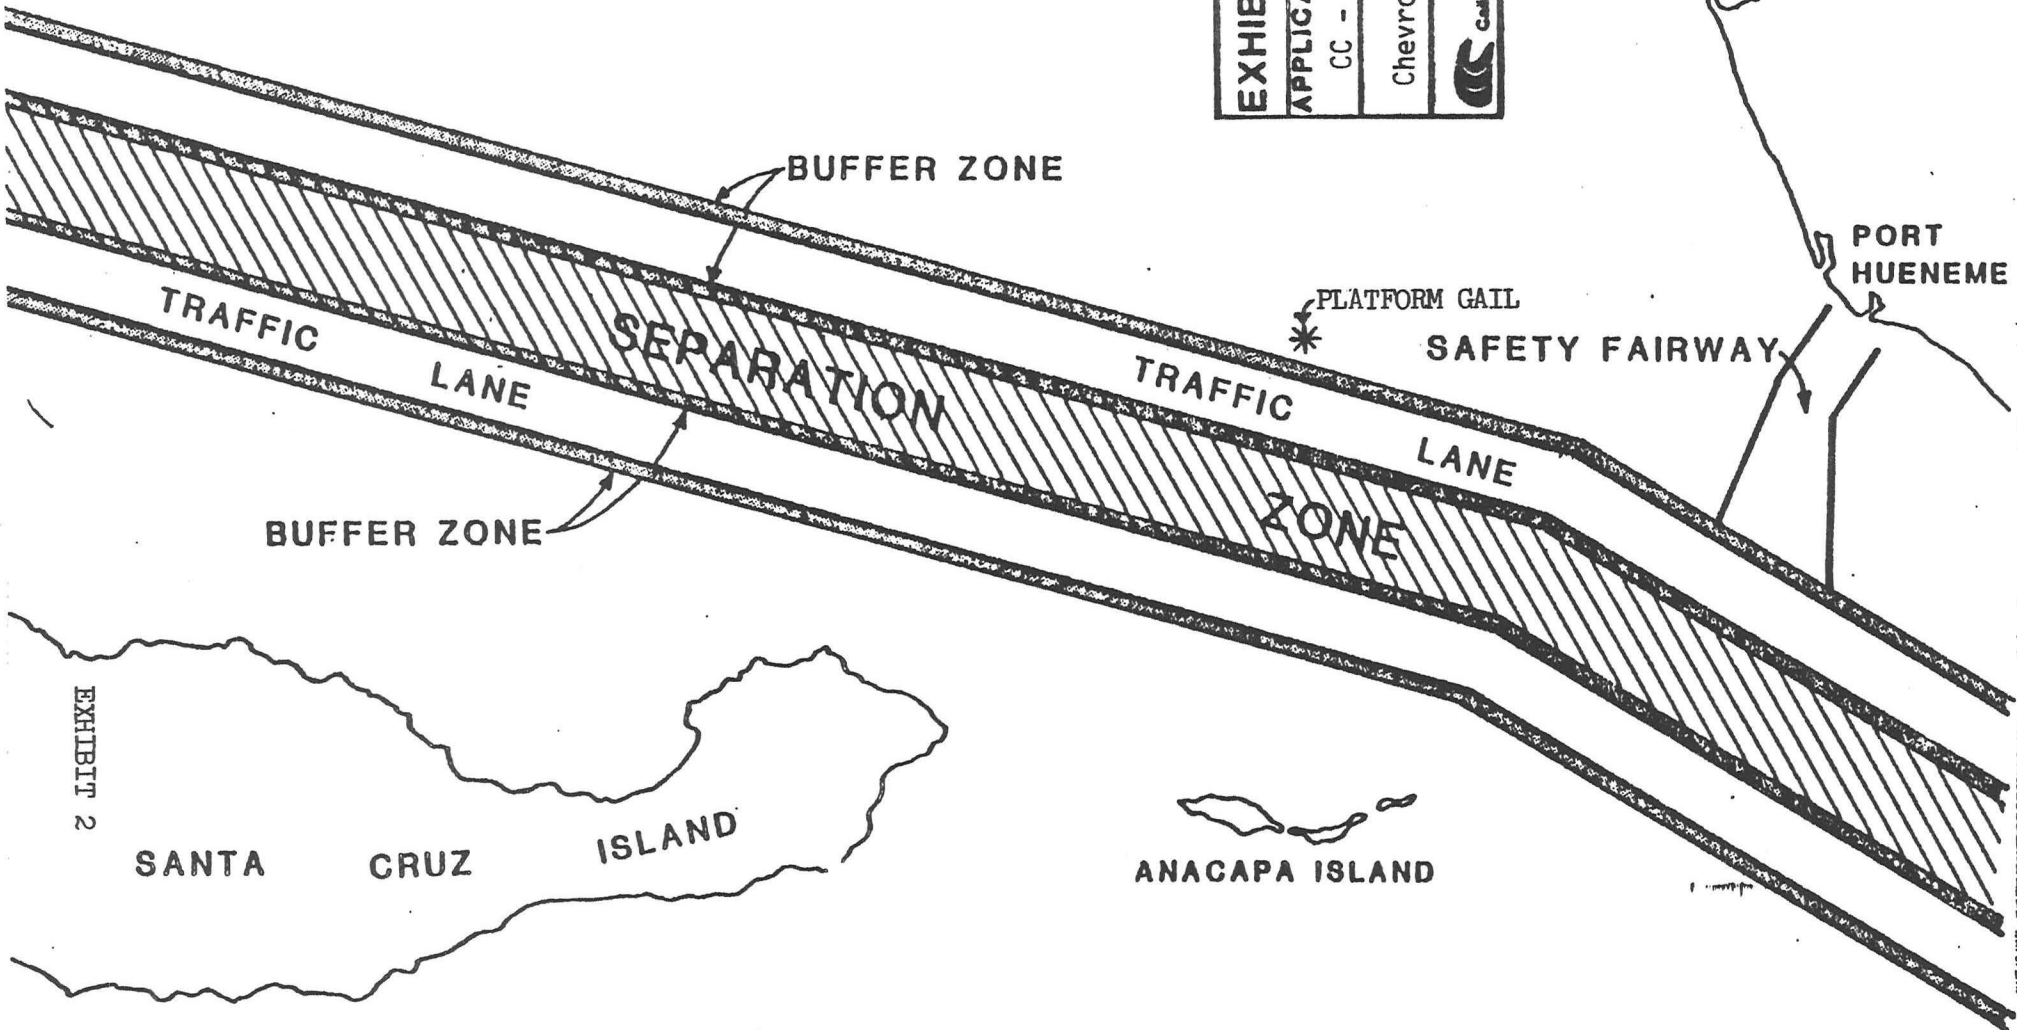 EXHIB
APPLICA
CC -
Chevro
BUFFER ZONE
PORT
HUENEME
PLATFORM GAIL
SAFETY FAIRWAY
TRAFFIC
LANE
SEPARATION
ZONE
TRAFFIC
LANE
BUFFER ZONE
EXHIBIT 2
SANTA CRUZ ISLAND
ANACAPA ISLAND